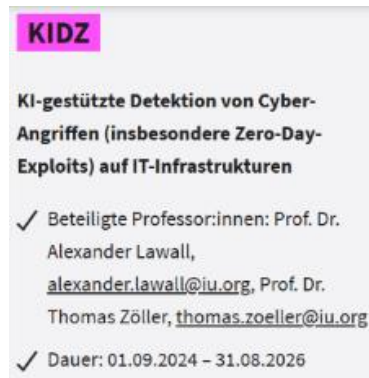 KIDZ
KI-gestützte Detektion von Cyber-
Angriffen (insbesondere Zero-Day-
Exploits) auf IT-Infrastrukturen
Beteiligte Professor:innen: Prof. Dr.
Alexander Lawall,
alexander.lawall@iu.org, Prof. Dr.
Thomas Zöller, thomas.zoeller@iu.org
Dauer: 01.09.2024 – 31.08.2026